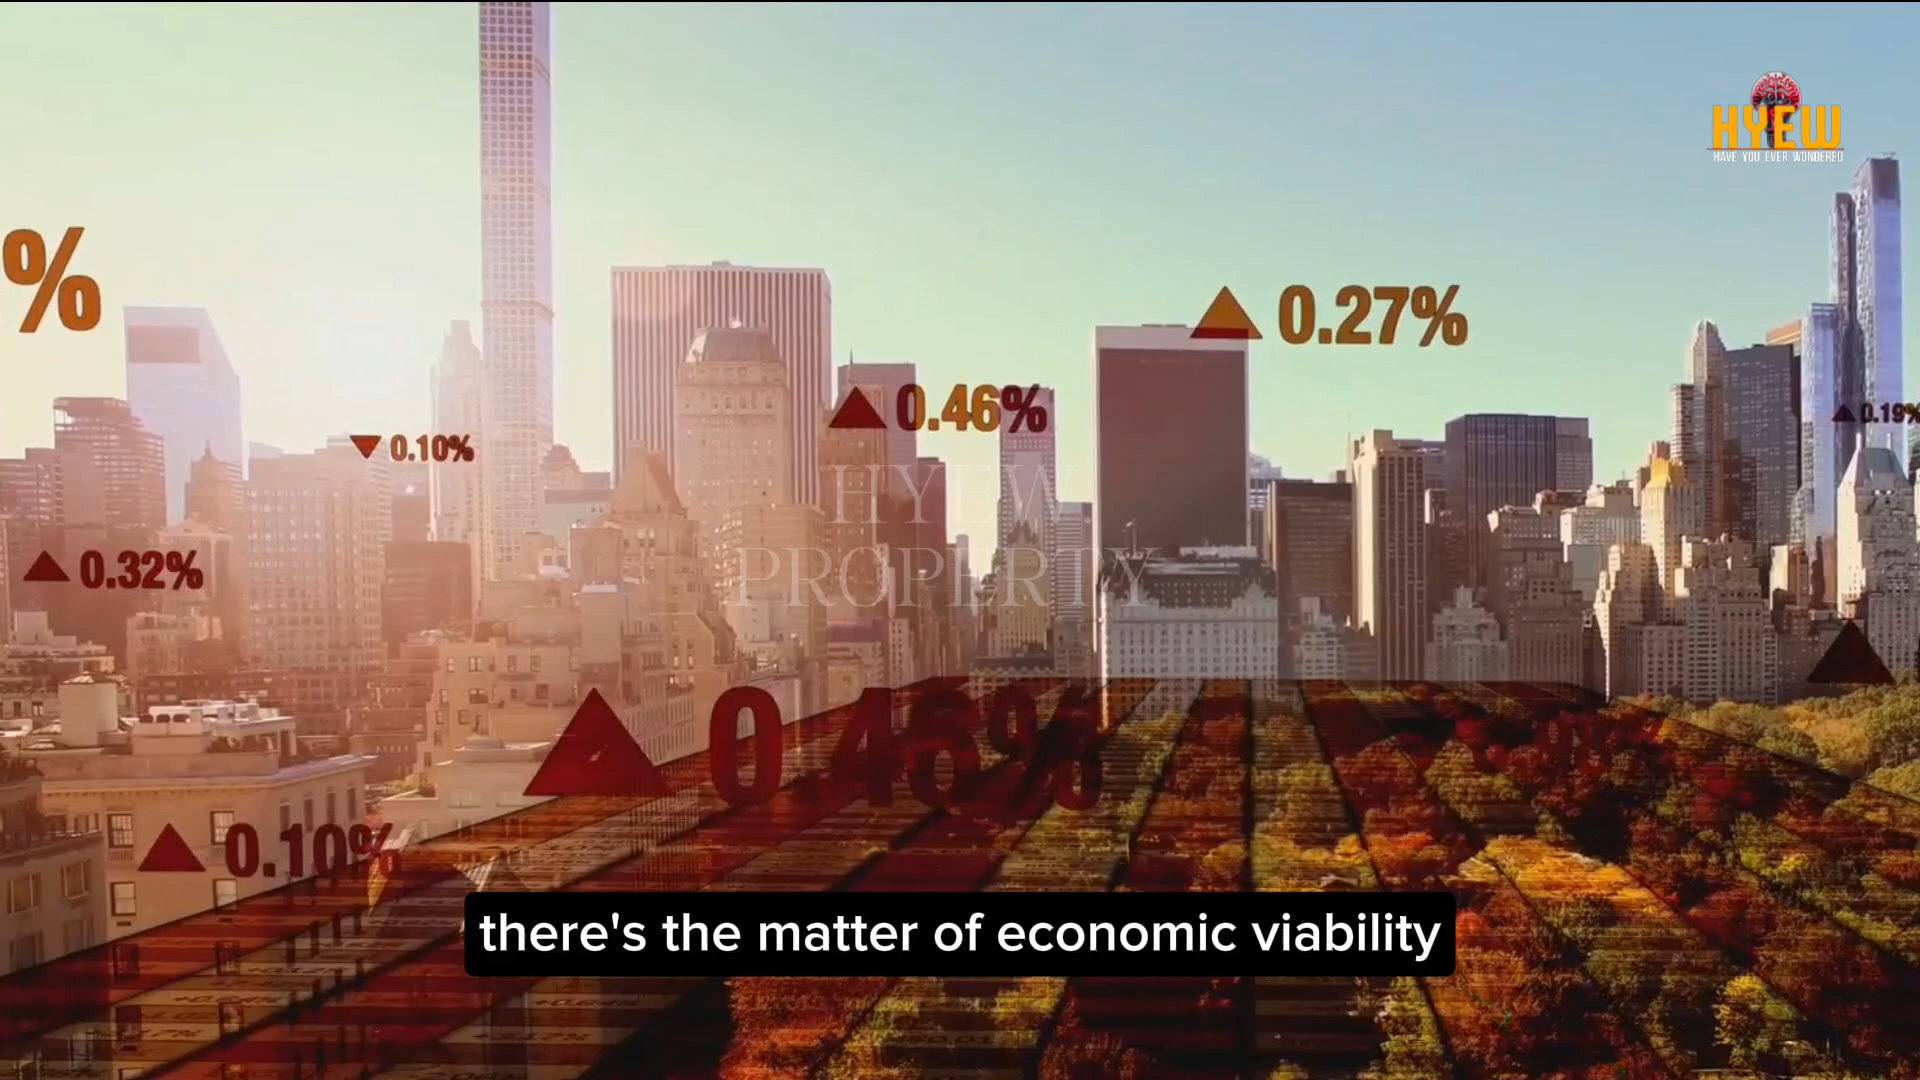 HYEW
HAVE YOU EVER WONDERED
%
▲ 0.27%
▲ 0.46%
▲ 0.19%
▼ 0.10%
HYEW
PROPERTY
▲ 0.32%
▲ 0.46%
▲ 0.10%
there's the matter of economic viability